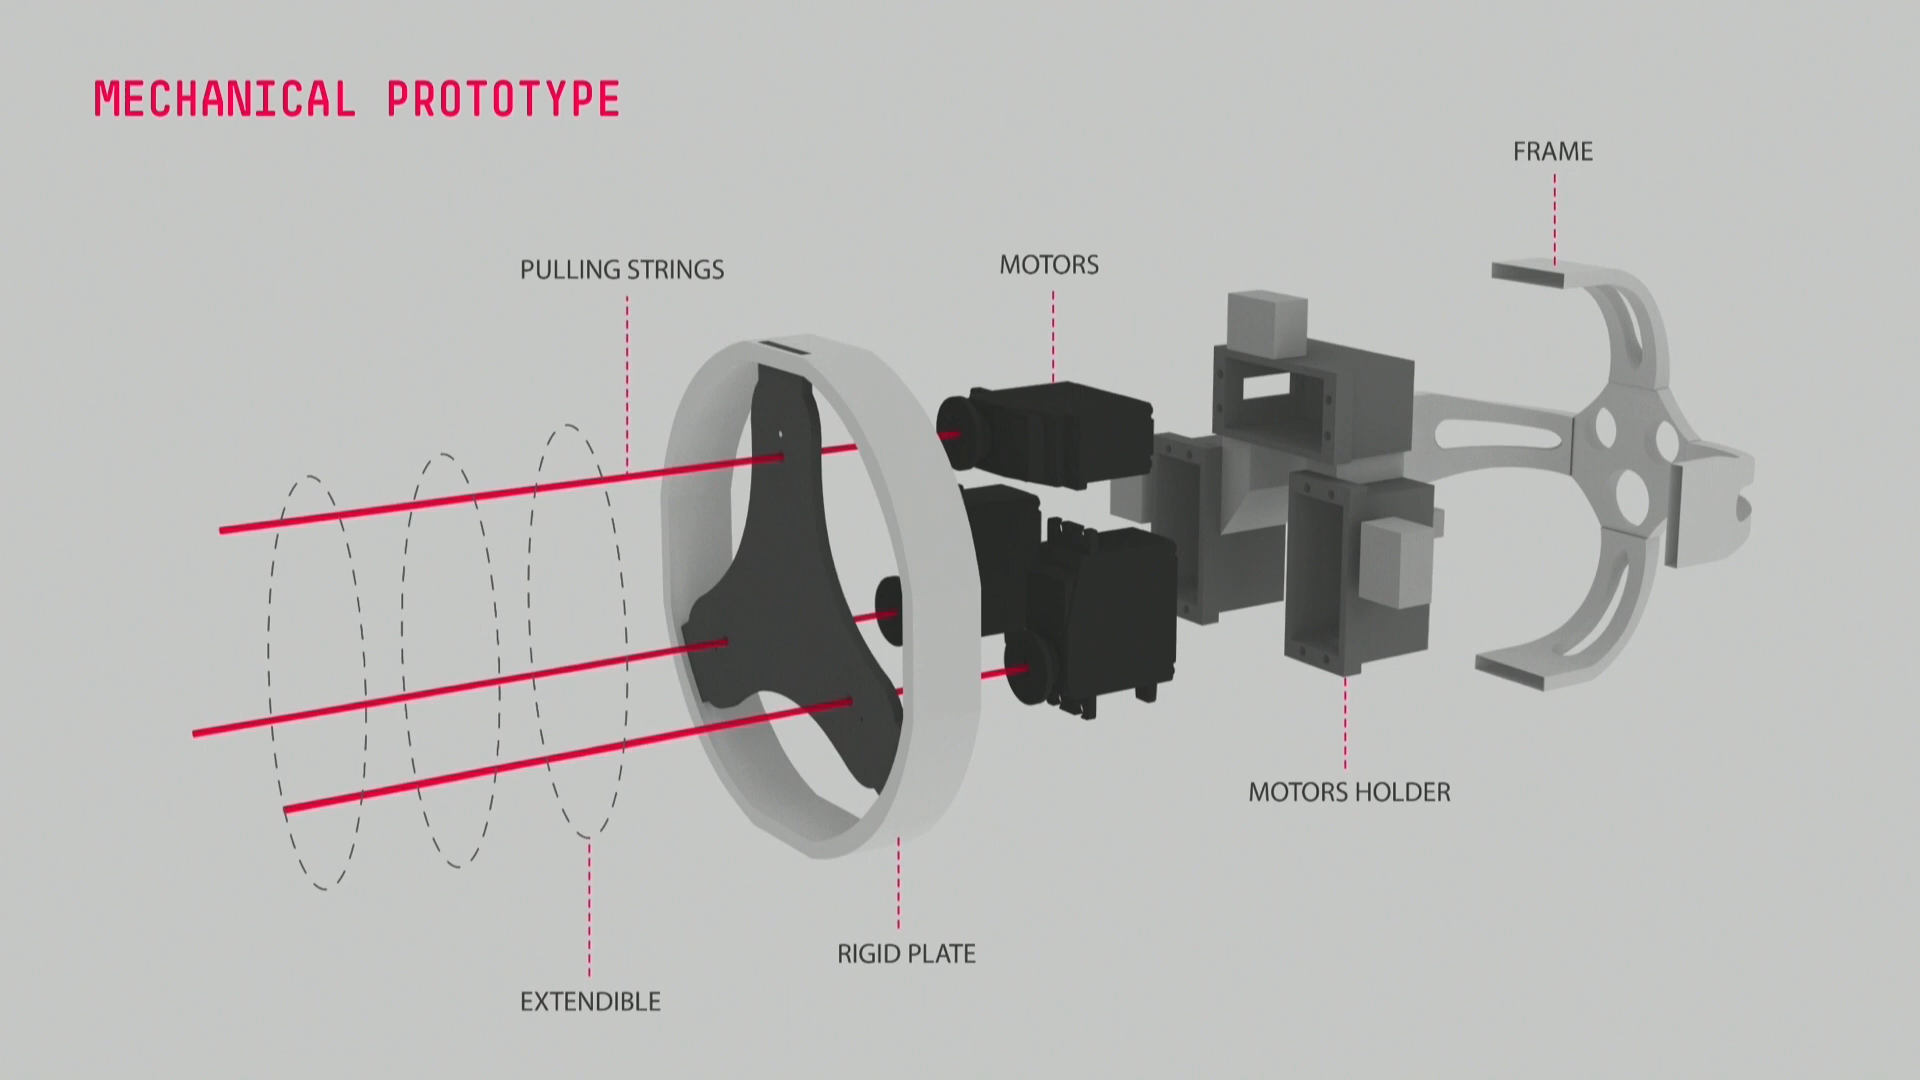 MECHANICAL PROTOTYPE
FRAME
PULLING STRINGS
MOTORS
MOTORS HOLDER
RIGID PLATE
EXTENDIBLE